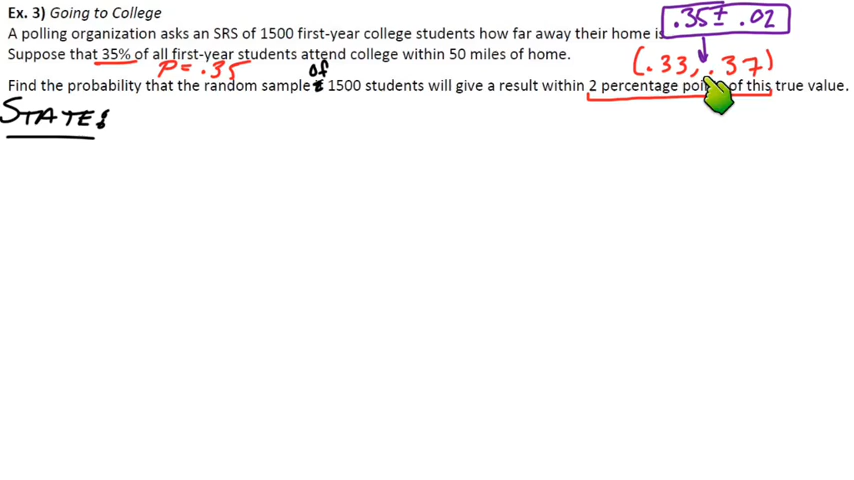 Ex. 3) Going to College
.35 ± .02
A polling organization asks an SRS of 1500 first-year college students how far away their home is
Suppose that 35% of all first-year students attend college within 50 miles of home.
P = .35
of
(.33, .37)
Find the probability that the random sample 1500 students will give a result within 2 percentage of this true value.
STATE: